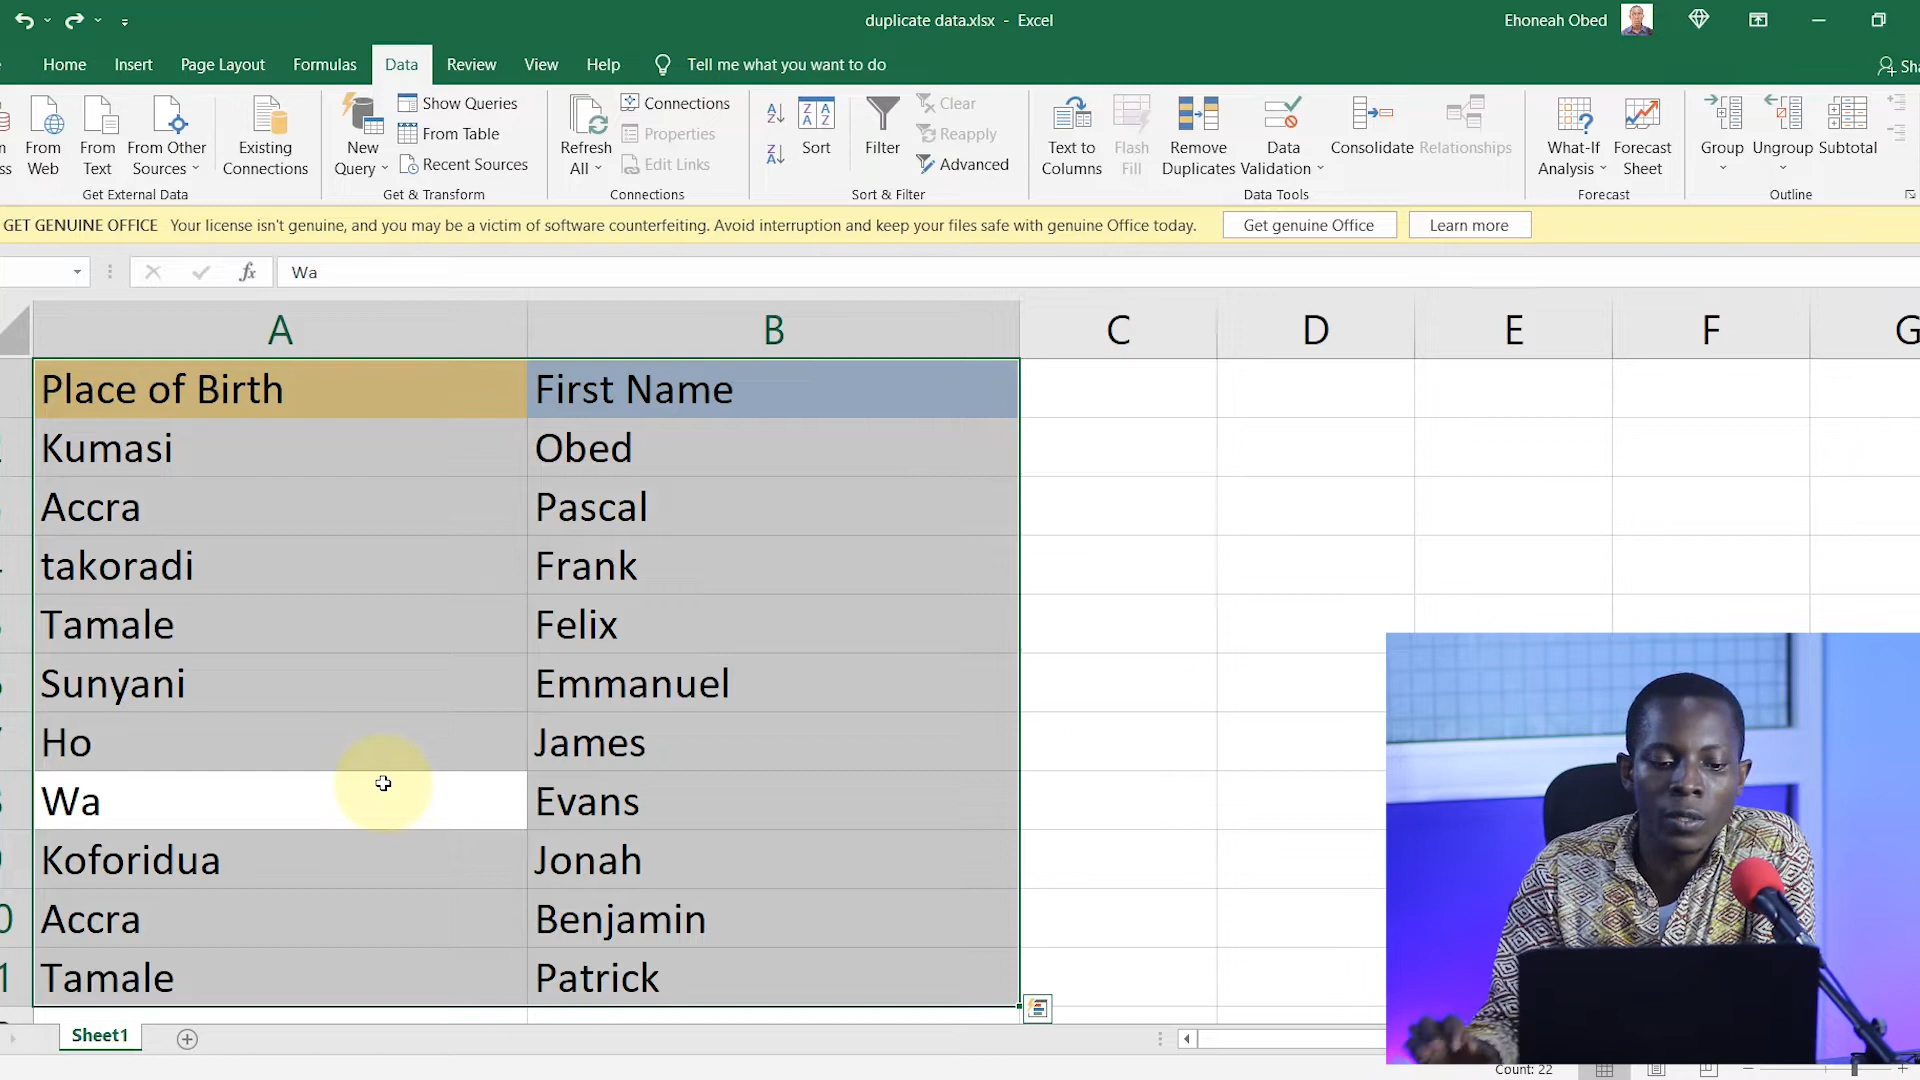 duplicate data.xlsx - Excel
Ehoneah Obed
Home Insert Page Layout Formulas Data Review View Help Tell me what you want to do
Show Queries
Connections
Clear
From Table
Properties
Reapply
Recent Sources
Edit Links
Advanced
From Web
From Text
From Other Sources
Existing Connections
New Query
Refresh All
Sort
Filter
Text to Columns
Flash Fill
Remove Duplicates
Data Validation
Consolidate
Relationships
What-If Analysis
Forecast Sheet
Group
Ungroup
Subtotal
Get External Data
Get & Transform
Connections
Sort & Filter
Data Tools
Forecast
Outline
GET GENUINE OFFICE Your license isn't genuine, and you may be a victim of software counterfeiting. Avoid interruption and keep your files safe with genuine Office today. Get genuine Office Learn more
fx Wa
A B C D E F G
Place of Birth First Name
Kumasi Obed
Accra Pascal
takoradi Frank
Tamale Felix
Sunyani Emmanuel
Ho James
Wa Evans
Koforidua Jonah
Accra Benjamin
Tamale Patrick
Sheet1
Count: 22